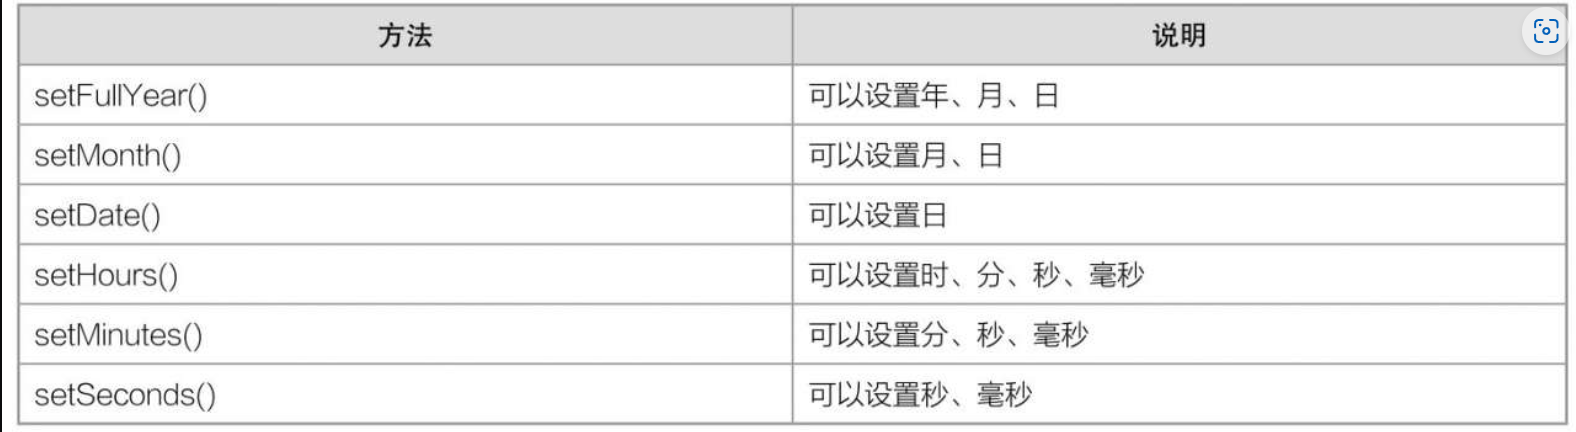 方法 说明
setFullYear() 可以设置年、月、日
setMonth() 可以设置月、日
setDate() 可以设置日
setHours() 可以设置时、分、秒、毫秒
setMinutes() 可以设置分、秒、毫秒
setSeconds() 可以设置秒、毫秒